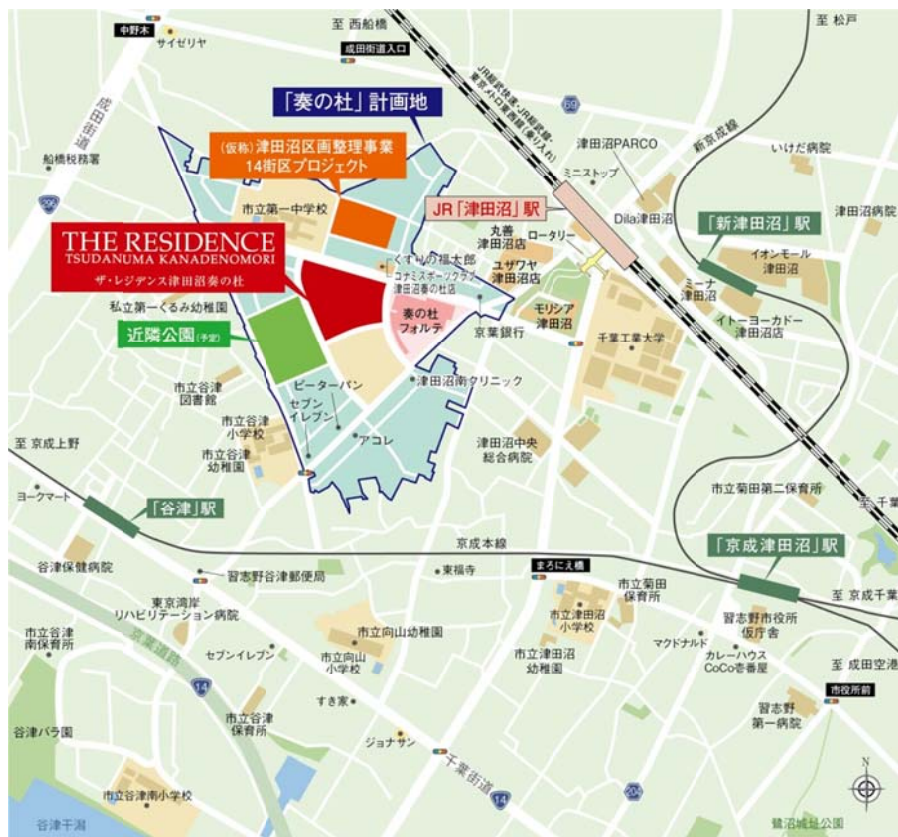 至 西船橋
至 松戸
中野木
サイゼリヤ
成田街道入口
成田街道
JR総武快速・JR総武線・
東京メトロ東西線(乗り入れ)
69
新京成線
「奏の杜」計画地
船橋税務署
(仮称)津田沼区画整理事業
14街区プロジェクト
津田沼PARCO
ミニストップ
いけだ病院
296
市立第一中学校
JR「津田沼」駅
Dila津田沼
津田沼病院
「新津田沼」駅
THE RESIDENCE
TSUDANUMA KANADENOMORI
ザ・レジデンス津田沼奏の杜
丸善
津田沼店
ロータリー
くすりの福太郎
コナミスポーツクラブ
津田沼奏の杜店
ユザワヤ
津田沼店
イオンモール
津田沼
ミーナ
津田沼
私立第一くるみ幼稚園
奏の杜
フォルテ
京葉銀行
モリシア
津田沼
イトーヨーカドー
津田沼店
近隣公園(予定)
千葉工業大学
市立谷津
図書館
ピーターパン
津田沼南クリニック
セブン
イレブン
市立谷津
小学校
アコレ
至 京成上野
市立谷津
幼稚園
津田沼中央
総合病院
ヨークマート
「谷津」駅
市立菊田第二保育所
至 千葉
京成本線
「京成津田沼」駅
谷津保健病院
習志野谷津郵便局
東福寺
まろにえ橋
市立菊田
保育所
至 京成千葉
東京湾岸
リハビリテーション病院
市立谷津
南保育所
市立向山幼稚園
市立津田沼
小学校
習志野市役所
仮庁舎
京葉道路
セブンイレブン
市立向山
小学校
市立津田沼
幼稚園
マクドナルド
カレーハウス
CoCo壱番屋
至 成田空港
14
すき家
市役所前
市立谷津
保育所
習志野
第一病院
谷津バラ園
ジョナサン
千葉街道
N
市立谷津南小学校
14
204
谷津干潟
鷺沼城址公園